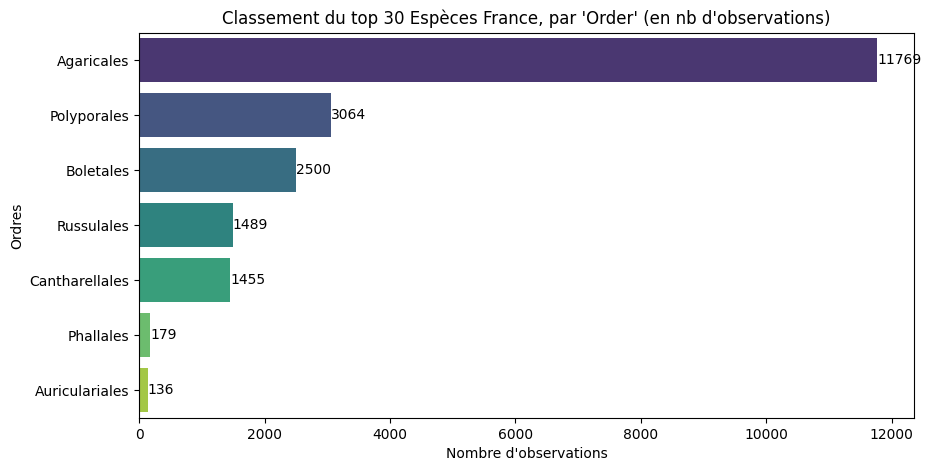 Classement du top 30 Espèces France, par 'Order' (en nb d'observations)
Agaricales
11769
Polyporales
3064
Boletales
2500
Russulales
1489
Cantharellales
1455
Phallales
179
Auriculariales
136
Ordres
0 2000 4000 6000 8000 10000 12000
Nombre d'observations